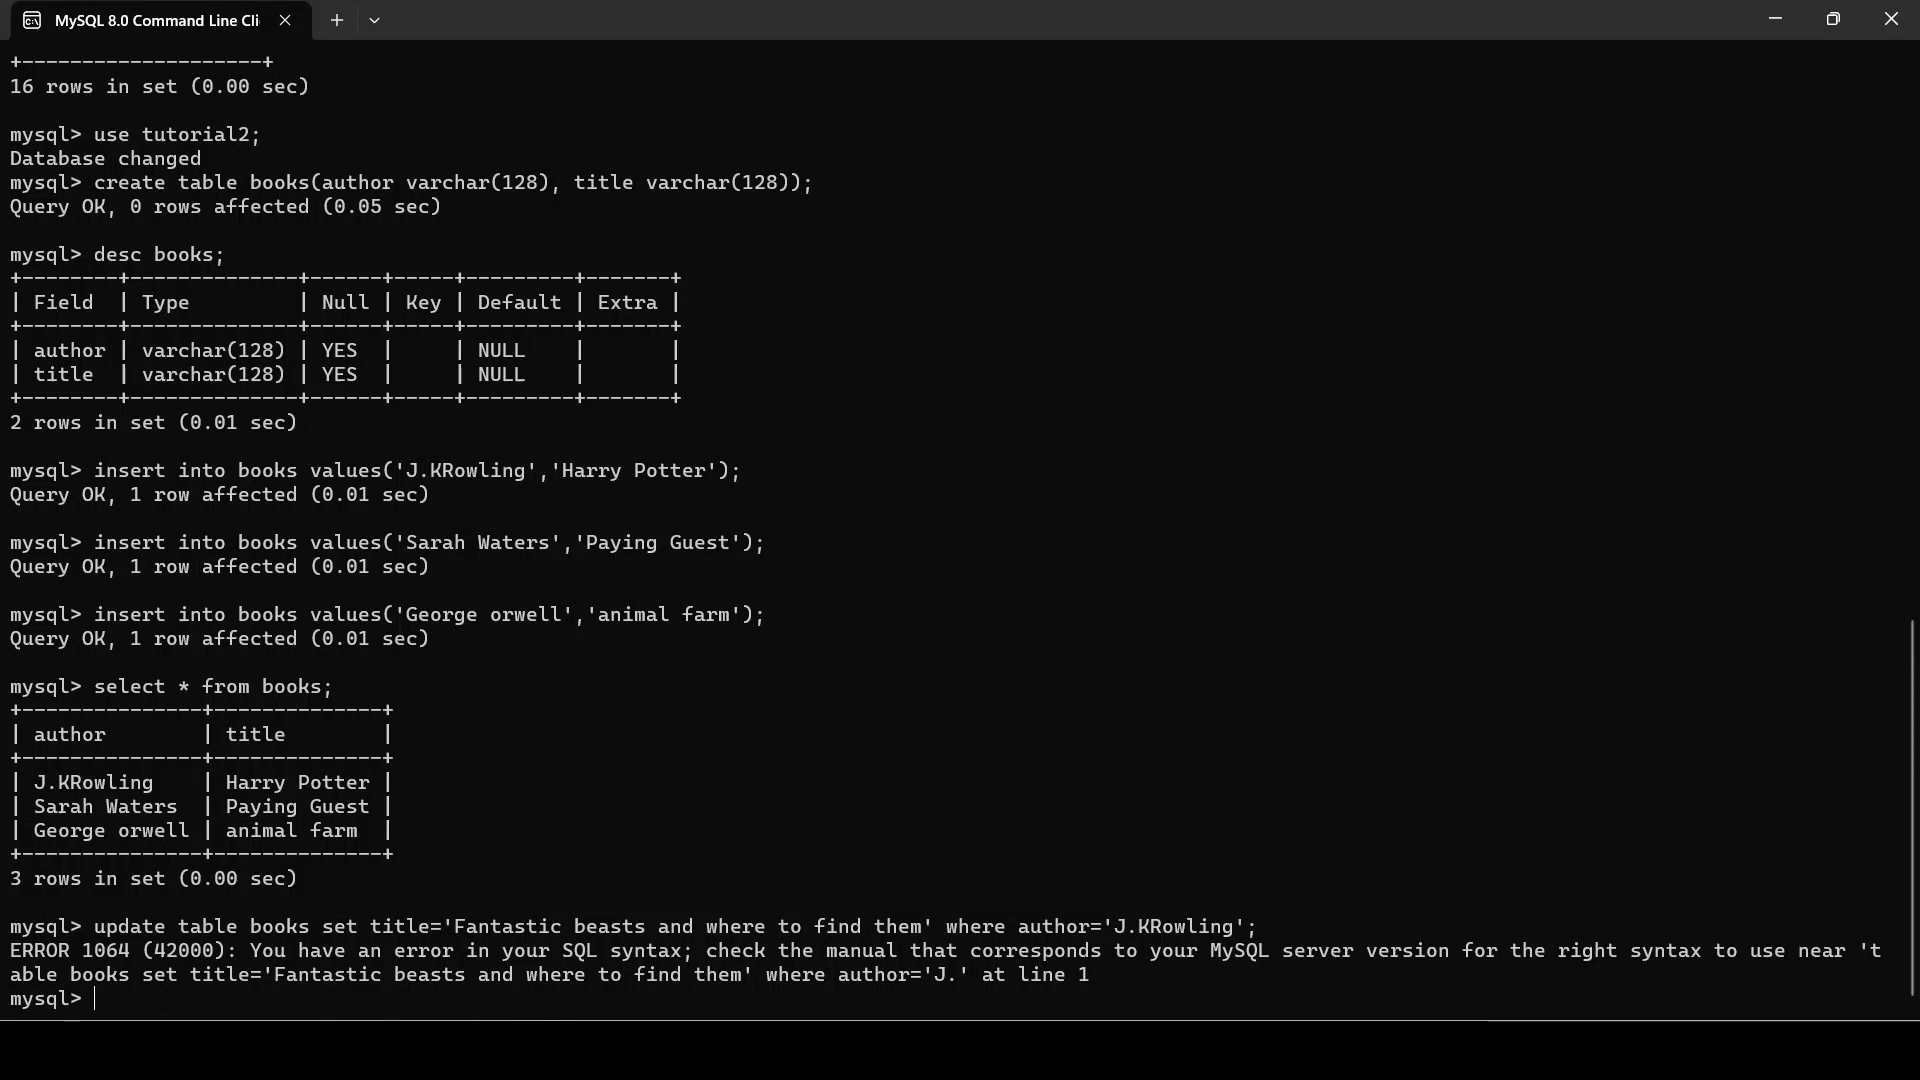 MySQL 8.0 Command Line Cli
+--------------------+
16 rows in set (0.00 sec)
mysql> use tutorial2;
Database changed
mysql> create table books(author varchar(128), title varchar(128));
Query OK, 0 rows affected (0.05 sec)
mysql> desc books;
+--------+--------------+------+-----+---------+-------+
| Field  | Type         | Null | Key | Default | Extra |
+--------+--------------+------+-----+---------+-------+
| author | varchar(128) | YES  |     | NULL    |       |
| title  | varchar(128) | YES  |     | NULL    |       |
+--------+--------------+------+-----+---------+-------+
2 rows in set (0.01 sec)
mysql> insert into books values('J.KRowling','Harry Potter');
Query OK, 1 row affected (0.01 sec)
mysql> insert into books values('Sarah Waters','Paying Guest');
Query OK, 1 row affected (0.01 sec)
mysql> insert into books values('George orwell','animal farm');
Query OK, 1 row affected (0.01 sec)
mysql> select * from books;
+---------------+--------------+
| author        | title        |
+---------------+--------------+
| J.KRowling    | Harry Potter |
| Sarah Waters  | Paying Guest |
| George orwell | animal farm  |
+---------------+--------------+
3 rows in set (0.00 sec)
mysql> update table books set title='Fantastic beasts and where to find them' where author='J.KRowling';
ERROR 1064 (42000): You have an error in your SQL syntax; check the manual that corresponds to your MySQL server version for the right syntax to use near 't
able books set title='Fantastic beasts and where to find them' where author='J.' at line 1
mysql>